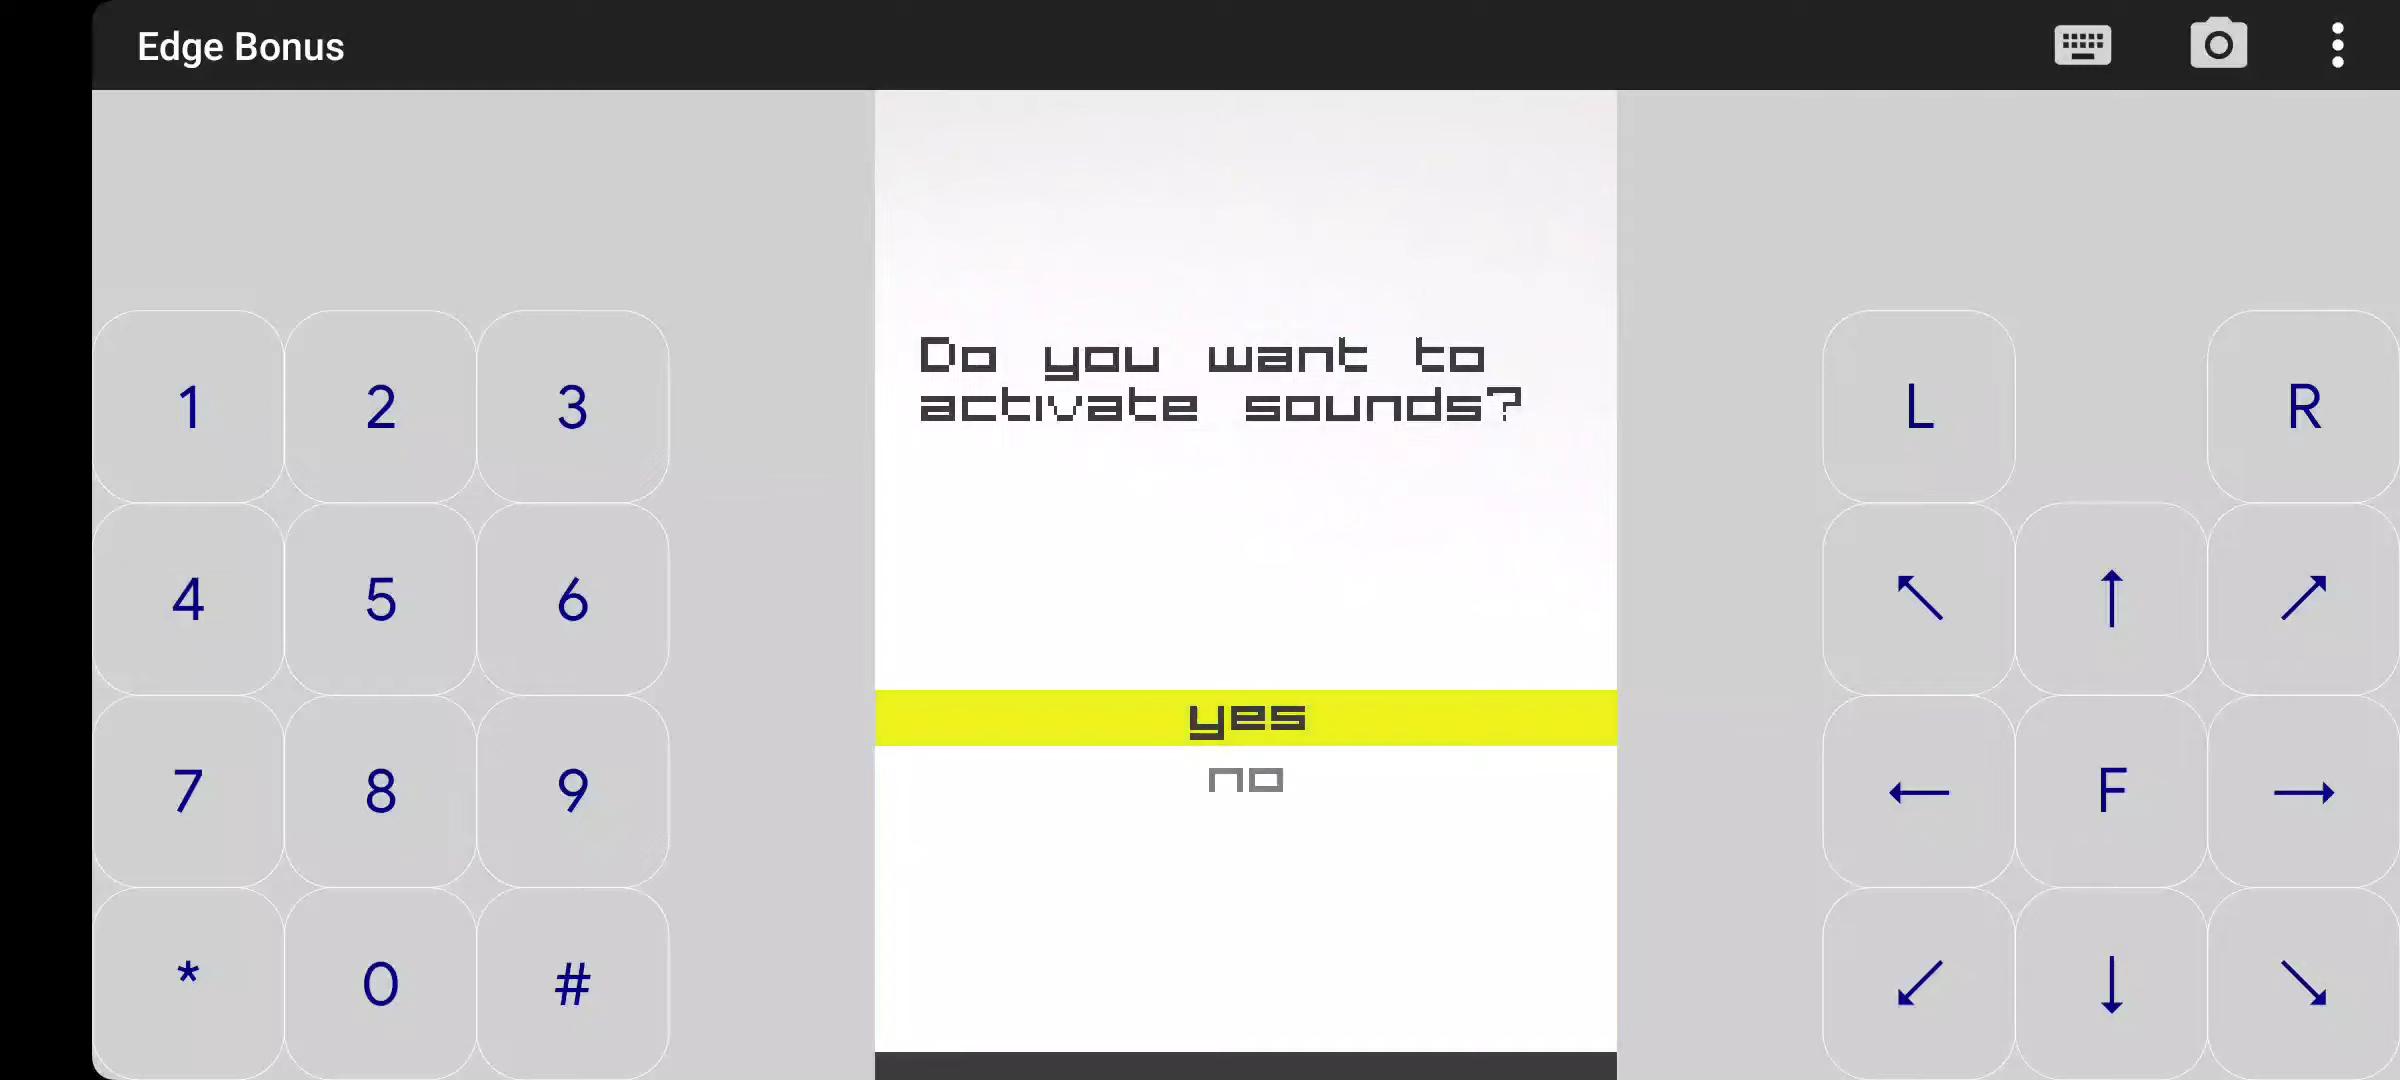 Edge Bonus
Do you want to
activate sounds?
yes
no
1 2 3
4 5 6
7 8 9
* 0 #
L R
↖ ↑ ↗
← F →
↙ ↓ ↘